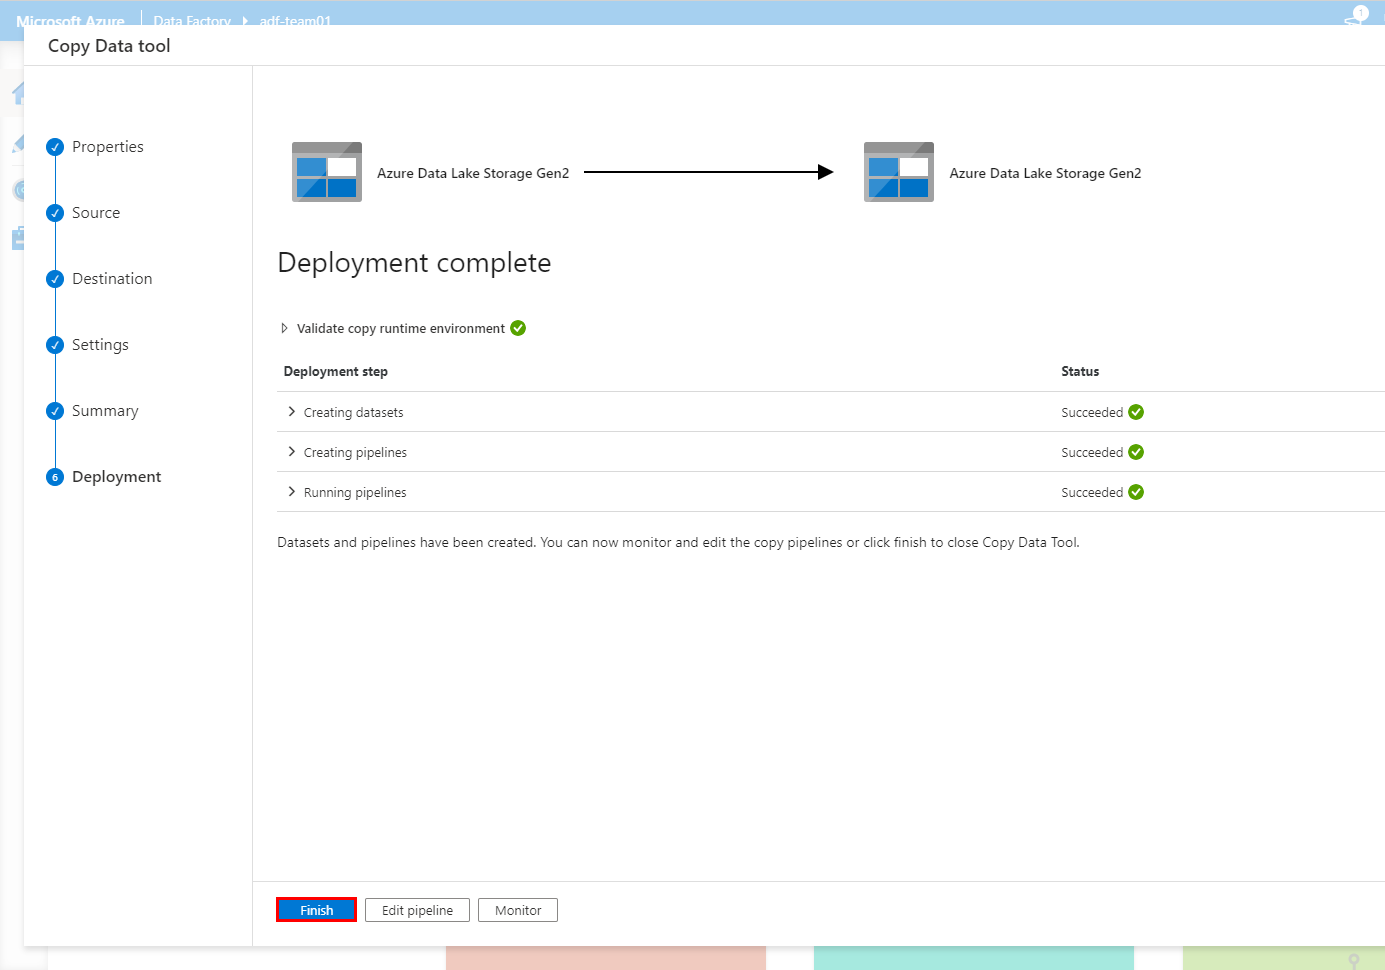 Microsoft Azure Data Factory adf-team01
1
Copy Data tool
Properties
Source
Destination
Settings
Summary
6 Deployment
Azure Data Lake Storage Gen2 Azure Data Lake Storage Gen2
Deployment complete
Validate copy runtime environment
Deployment step Status
Creating datasets Succeeded
Creating pipelines Succeeded
Running pipelines Succeeded
Datasets and pipelines have been created. You can now monitor and edit the copy pipelines or click finish to close Copy Data Tool.
Finish Edit pipeline Monitor